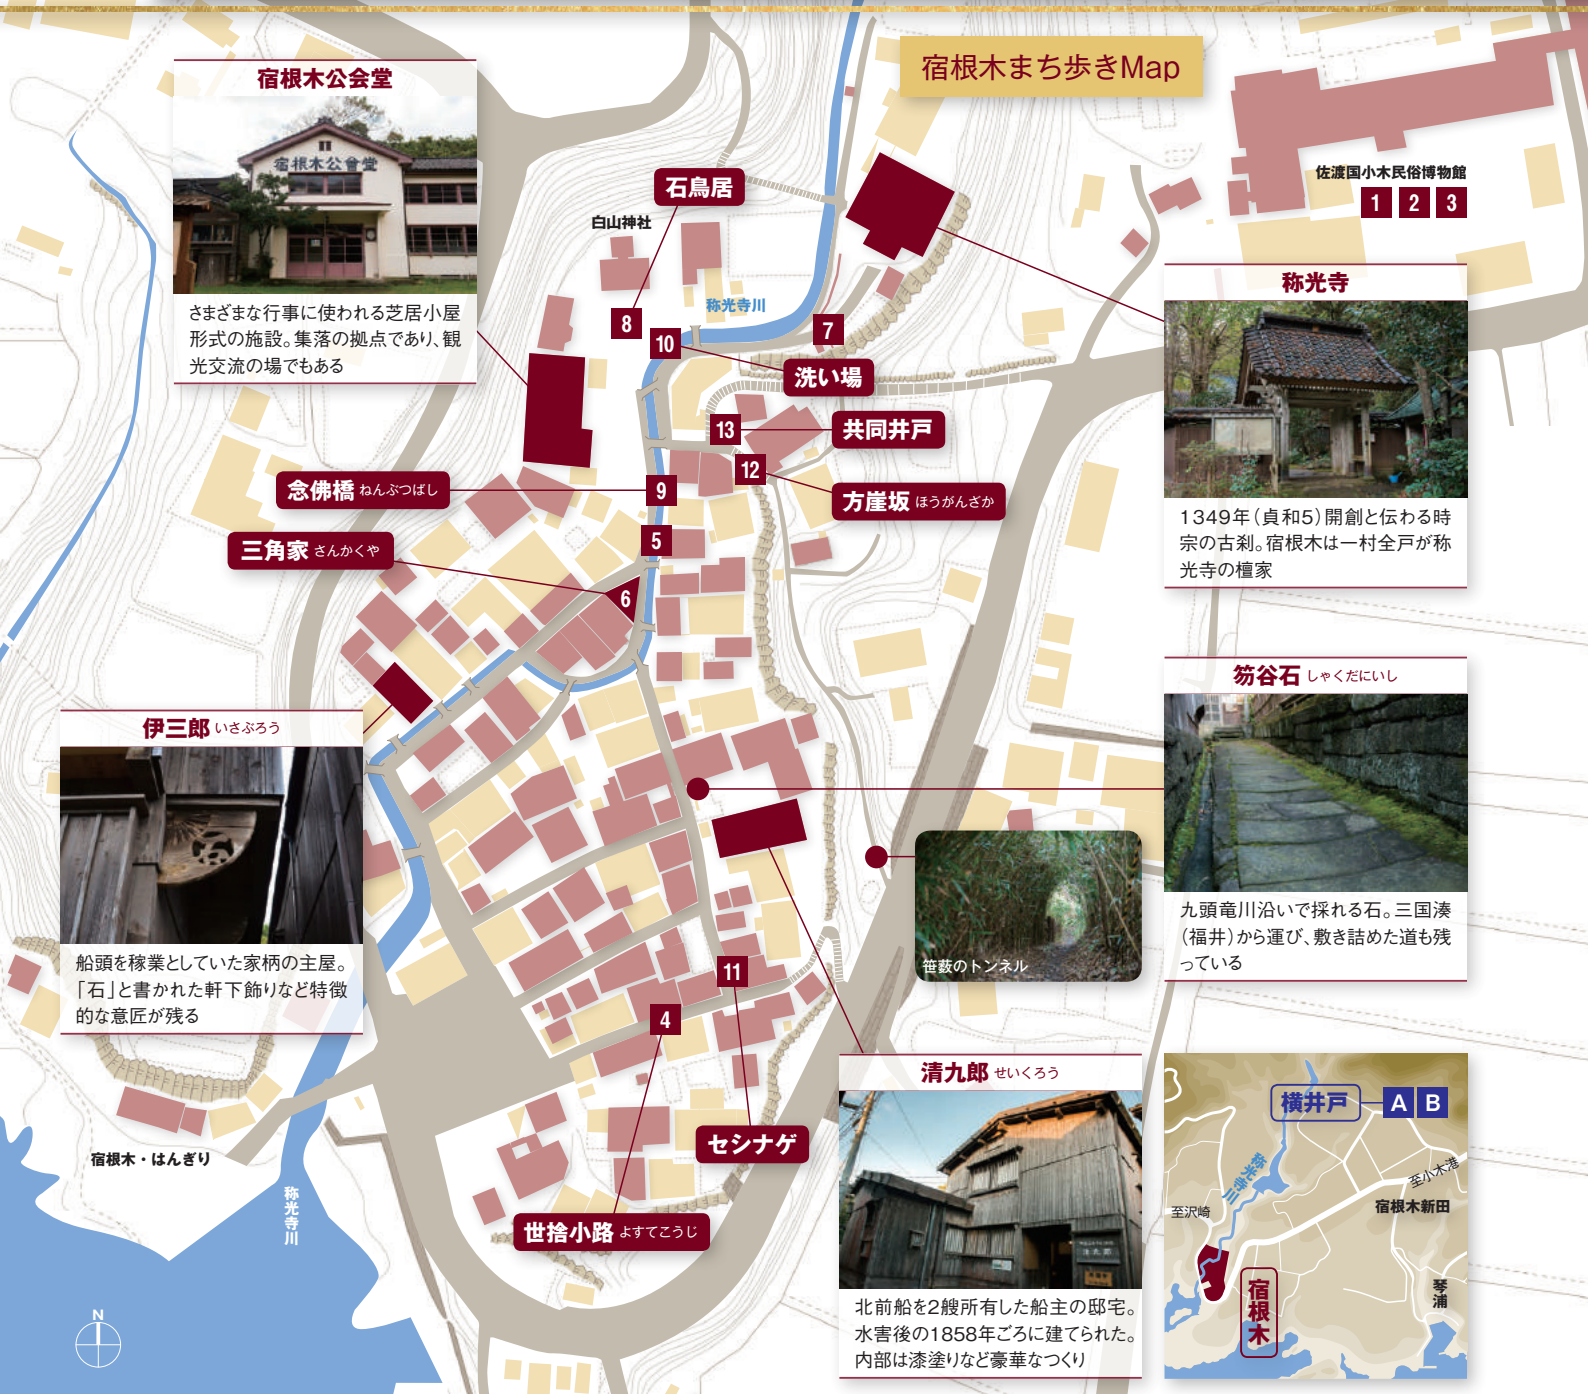 宿根木まち歩きMap
宿根木公会堂
宿根木公會堂
さまざまな行事に使われる芝居小屋
形式の施設。集落の拠点であり、観
光交流の場でもある
石鳥居
白山神社
称光寺川
8
10
7
洗い場
13
共同井戸
12
方崖坂 ほうがんざか
念佛橋 ねんぶつばし
9
5
三角家 さんかくや
6
佐渡国小木民俗博物館
1 2 3
称光寺
1349年（貞和5）開創と伝わる時
宗の古刹。宿根木は一村全戸が称
光寺の檀家
笏谷石 しゃくだにいし
九頭竜川沿いで採れる石。三国湊
（福井）から運び、敷き詰めた道も残
っている
伊三郎 いさぶろう
船頭を稼業としていた家柄の主屋。
「石」と書かれた軒下飾りなど特徴
的な意匠が残る
笹薮のトンネル
11
4
セシナゲ
世捨小路 よすてこうじ
清九郎 せいくろう
清九郎
北前船を2艘所有した船主の邸宅。
水害後の1858年ごろに建てられた。
内部は漆塗りなど豪華なつくり
宿根木・はんぎり
称光寺川
N
横井戸 A B
称光寺川
至小木港
至沢崎
宿根木新田
宿根木
琴浦